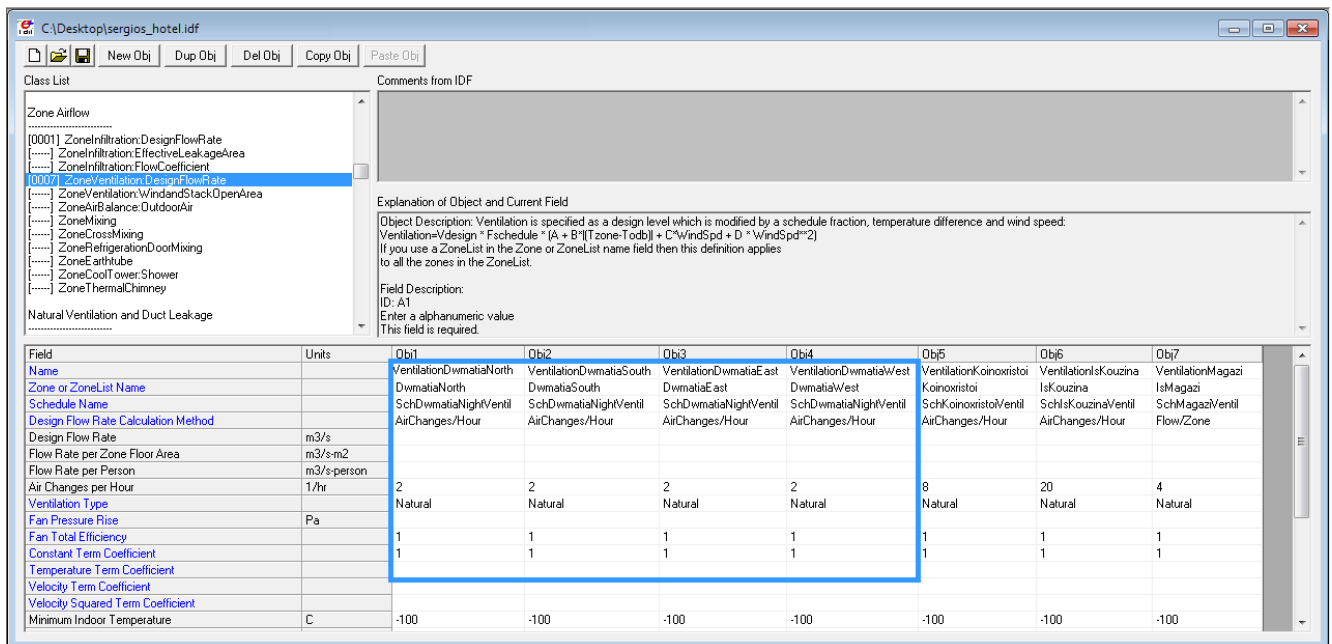 C:\Desktop\sergios_hotel.idf
New Obj Dup Obj Del Obj Copy Obj Paste Obj
Class List
Comments from IDF
Zone Airflow
----------------------------
[0001] ZoneInfiltration:DesignFlowRate
[------] ZoneInfiltration:EffectiveLeakageArea
[------] ZoneInfiltration:FlowCoefficient
[0007] ZoneVentilation:DesignFlowRate
[------] ZoneVentilation:WindandStackOpenArea
[------] ZoneAirBalance:OutdoorAir
[------] ZoneMixing
[------] ZoneCrossMixing
[------] ZoneRefrigerationDoorMixing
[------] ZoneEarthtube
[------] ZoneCoolTower:Shower
[------] ZoneThermalChimney
Natural Ventilation and Duct Leakage
----------------------------
Explanation of Object and Current Field
Object Description: Ventilation is specified as a design level which is modified by a schedule fraction, temperature difference and wind speed:
Ventilation=Vdesign * Fschedule * (A + B*|(Tzone-Todb)| + C*WindSpd + D * WindSpd**2)
If you use a ZoneList in the Zone or ZoneList name field then this definition applies
to all the zones in the ZoneList.
Field Description:
ID: A1
Enter a alphanumeric value
This field is required.
Field Units Obj1 Obj2 Obj3 Obj4 Obj5 Obj6 Obj7
Name VentilationDwmatiaNorth VentilationDwmatiaSouth VentilationDwmatiaEast VentilationDwmatiaWest VentilationKoinoxristoi VentilationIsKouzina VentilationMagazi
Zone or ZoneList Name DwmatiaNorth DwmatiaSouth DwmatiaEast DwmatiaWest Koinoxristoi IsKouzina IsMagazi
Schedule Name SchDwmatiaNightVentil SchDwmatiaNightVentil SchDwmatiaNightVentil SchDwmatiaNightVentil SchKoinoxristoiVentil SchIsKouzinaVentil SchMagaziVentil
Design Flow Rate Calculation Method AirChanges/Hour AirChanges/Hour AirChanges/Hour AirChanges/Hour AirChanges/Hour AirChanges/Hour Flow/Zone
Design Flow Rate m3/s
Flow Rate per Zone Floor Area m3/s-m2
Flow Rate per Person m3/s-person
Air Changes per Hour 1/hr 2 2 2 2 8 20 4
Ventilation Type Natural Natural Natural Natural Natural Natural Natural
Fan Pressure Rise Pa
Fan Total Efficiency 1 1 1 1 1 1 1
Constant Term Coefficient 1 1 1 1 1 1 1
Temperature Term Coefficient
Velocity Term Coefficient
Velocity Squared Term Coefficient
Minimum Indoor Temperature C -100 -100 -100 -100 -100 -100 -100